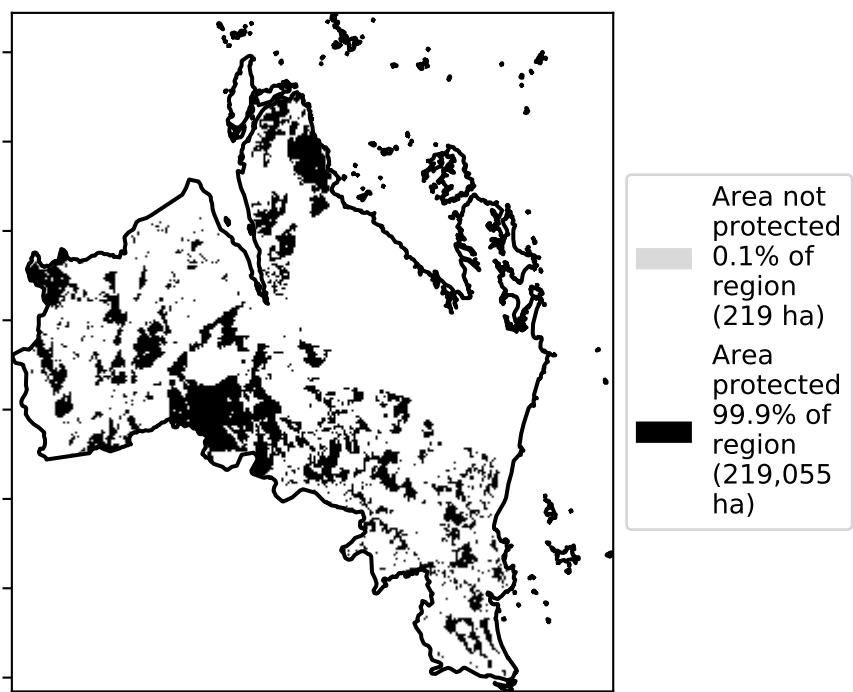 Area not
protected
0.1% of
region
(219 ha)
Area
protected
99.9% of
region
(219,055
ha)